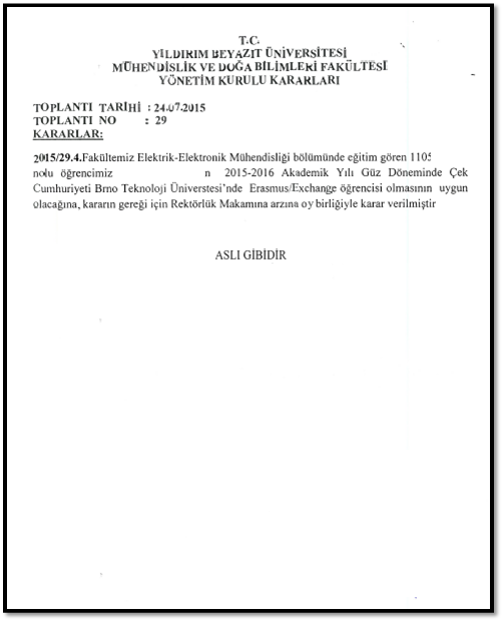 T.C.
YILDIRIM BEYAZIT ÜNİVERSİTESİ
MÜHENDİSLİK VE DOĞA BİLİMLERİ FAKÜLTESİ
YÖNETİM KURULU KARARLARI
TOPLANTI TARİHİ : 24.07.2015
TOPLANTI NO : 29
KARARLAR:
2015/29.4.Fakültemiz Elektrik-Elektronik Mühendisliği bölümünde eğitim gören 1105
nolu öğrencimiz n 2015-2016 Akademik Yılı Güz Döneminde Çek
Cumhuriyeti Brno Teknoloji Üniverstesi'nde Erasmus/Exchange öğrencisi olmasının uygun
olacağına, kararın gereği için Rektörlük Makamına arzına oy birliğiyle karar verilmiştir
ASLI GİBİDİR